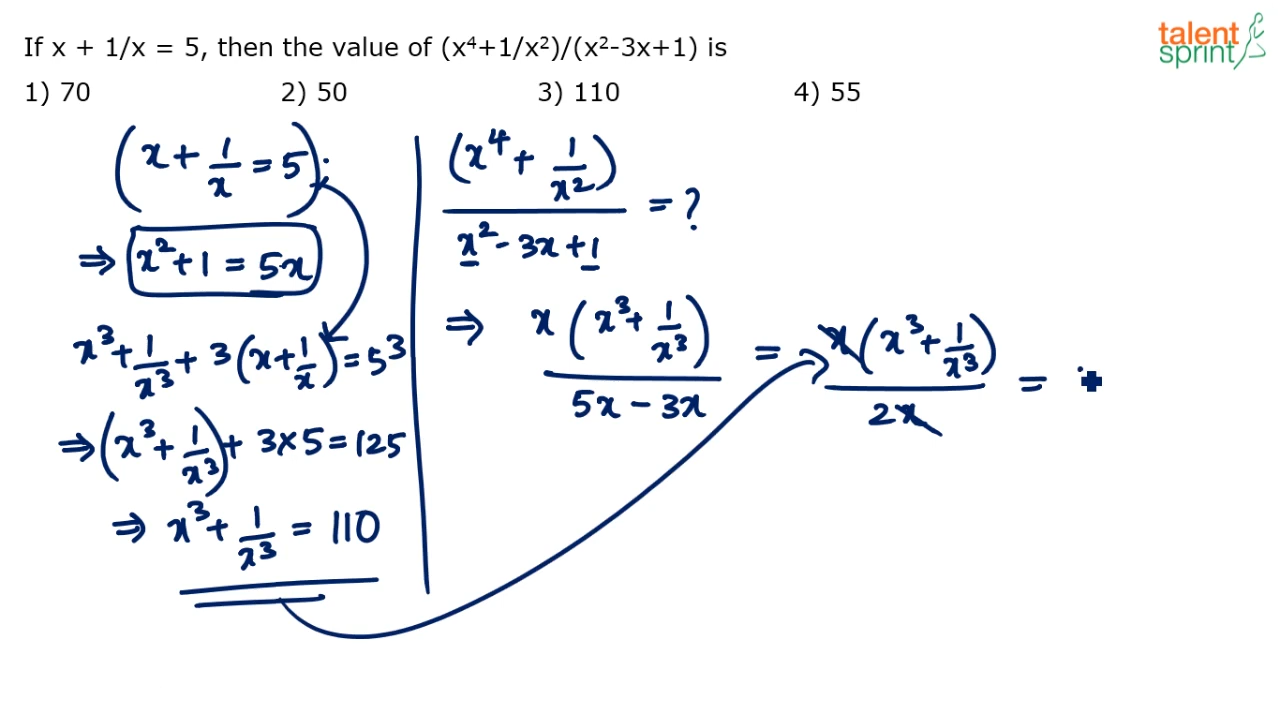 talent
sprint
If x + 1/x = 5, then the value of (x⁴+1/x²)/(x²-3x+1) is
1) 70 2) 50 3) 110 4) 55
(x + 1/x = 5);
⇒ x² + 1 = 5x
x³ + 1/x³ + 3(x + 1/x) = 5³
⇒ (x³ + 1/x³) + 3×5 = 125
⇒ x³ + 1/x³ = 110
(x⁴ + 1/x²) / (x² - 3x + 1) = ?
⇒ x(x³ + 1/x³) / (5x - 3x) = x(x³ + 1/x³) / 2x =